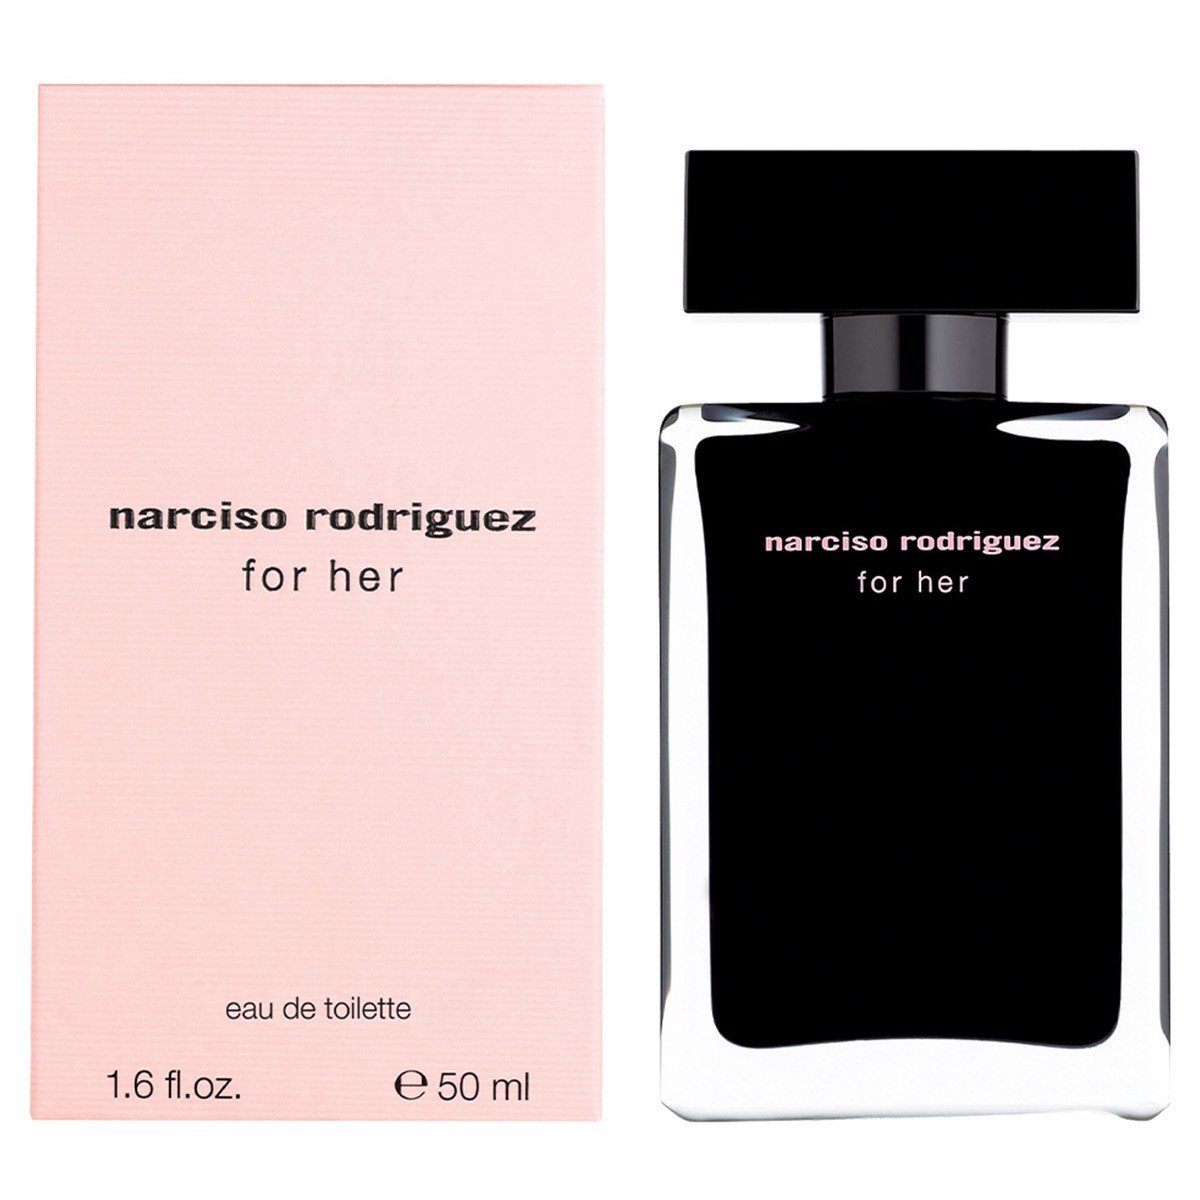 narciso rodriguez
for her
eau de toilette
1.6 fl.oz. ℮ 50 ml
narciso rodriguez
for her